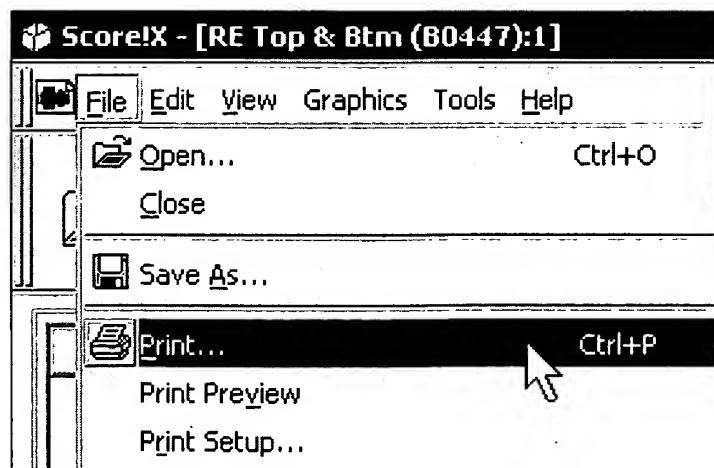 Score!X - [RE Top & Btm (B0447):1]
File Edit View Graphics Tools Help
Open... Ctrl+O
Close
Save As...
Print... Ctrl+P
Print Preview
Print Setup...